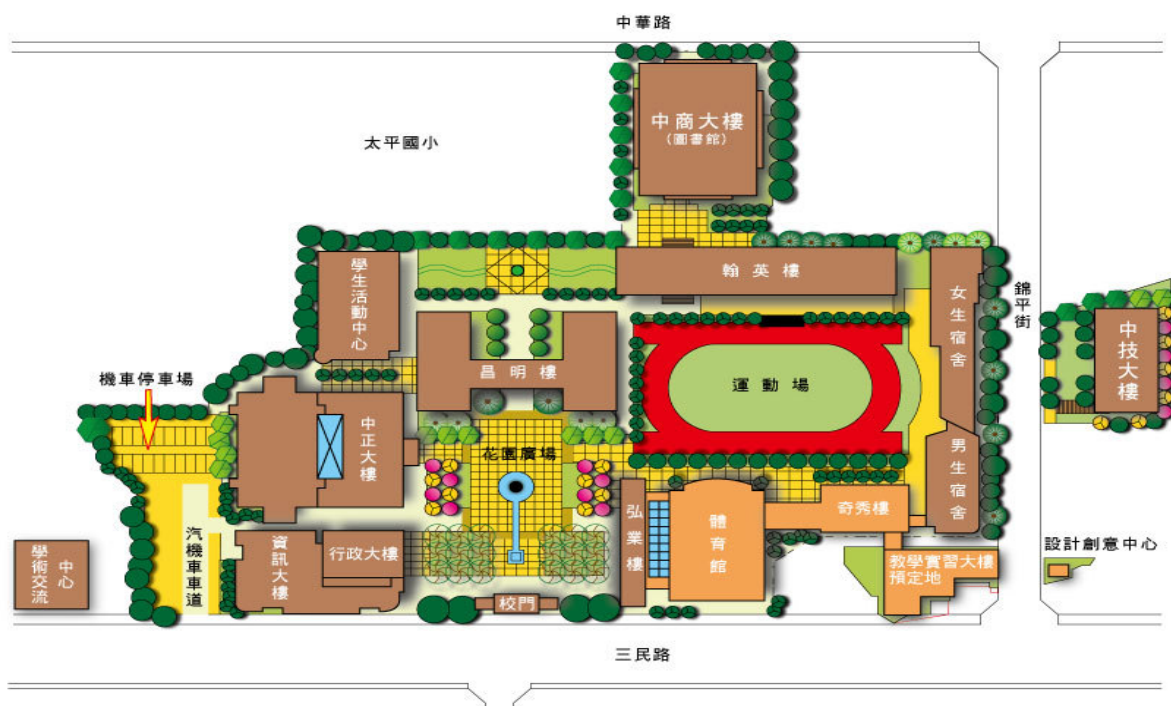 中華路
中商大樓
(圖書館)
太平國小
翰英樓
學生活動中心
女生宿舍
錦平街
中技大樓
昌明樓
運動場
機車停車場
中正大樓
花園廣場
男生宿舍
弘業樓
體育館
奇秀樓
汽機車車道
資訊大樓
行政大樓
設計創意中心
教學實習大樓
預定地
學術交流
中心
校門
三民路